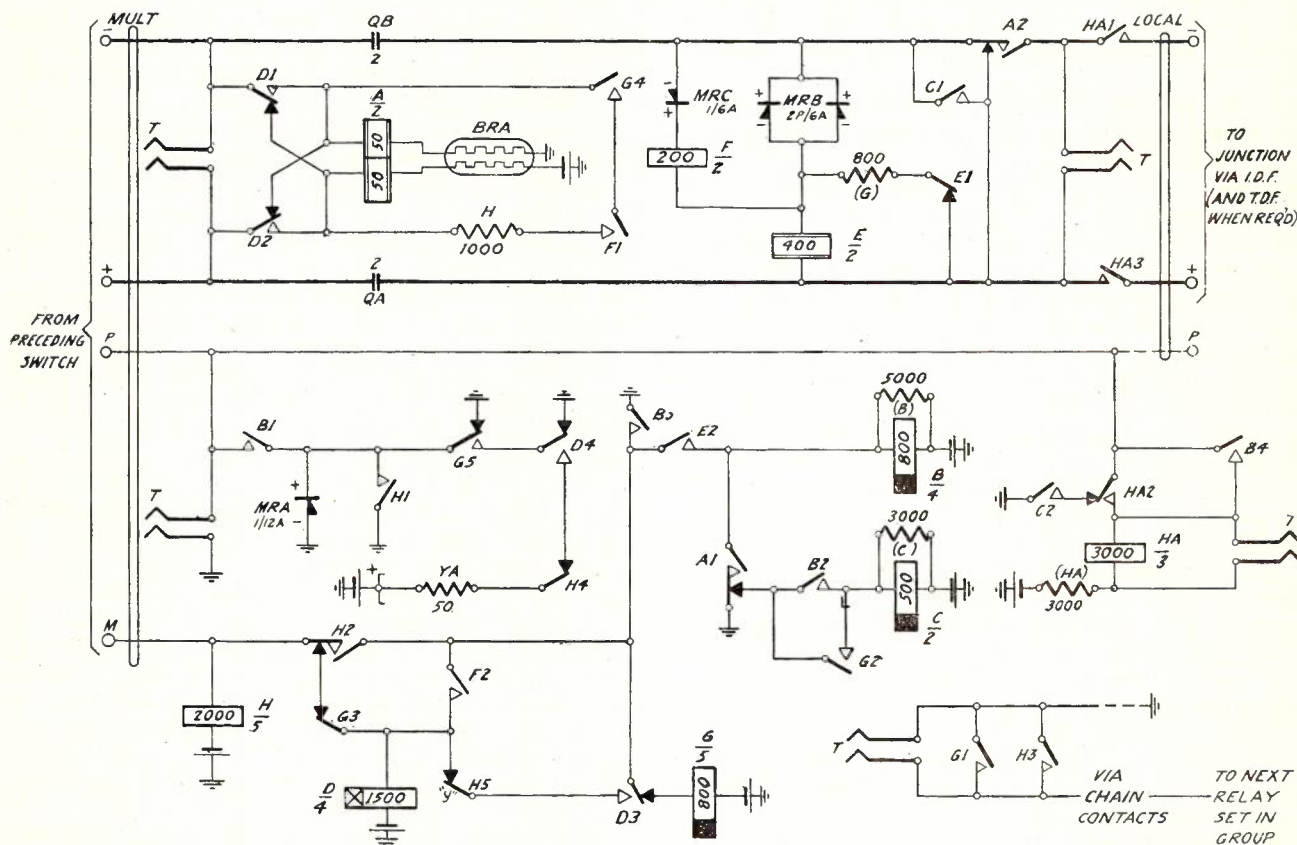 MULT
QB
2
A2
HA1
LOCAL
D1
G4
A/2
50
50
BRA
MRC
1/6A
MRB
2P/6A
C1
T
200
F/2
800
(G)
E1
T
TO
JUNCTION
VIA I.D.F.
(AND T.D.F.
WHEN REQ'D)
D2
H
1000
F1
400
E/2
2
QA
HA3
FROM
PRECEDING
SWITCH
P
P
5000
(B)
B1
G5
D4
E2
800
B/4
B4
T
MRA
1/12A
H1
C2
HA2
3000
(C)
T
YA
50
H4
A1
B2
500
C/2
3000
HA/3
(HA)
3000
M
H2
F2
G2
2000
H/5
G3
G/5
T
G1
H3
D/4
1500
"Y"
H5
D3
800
VIA
CHAIN
CONTACTS
TO NEXT
RELAY
SET IN
GROUP